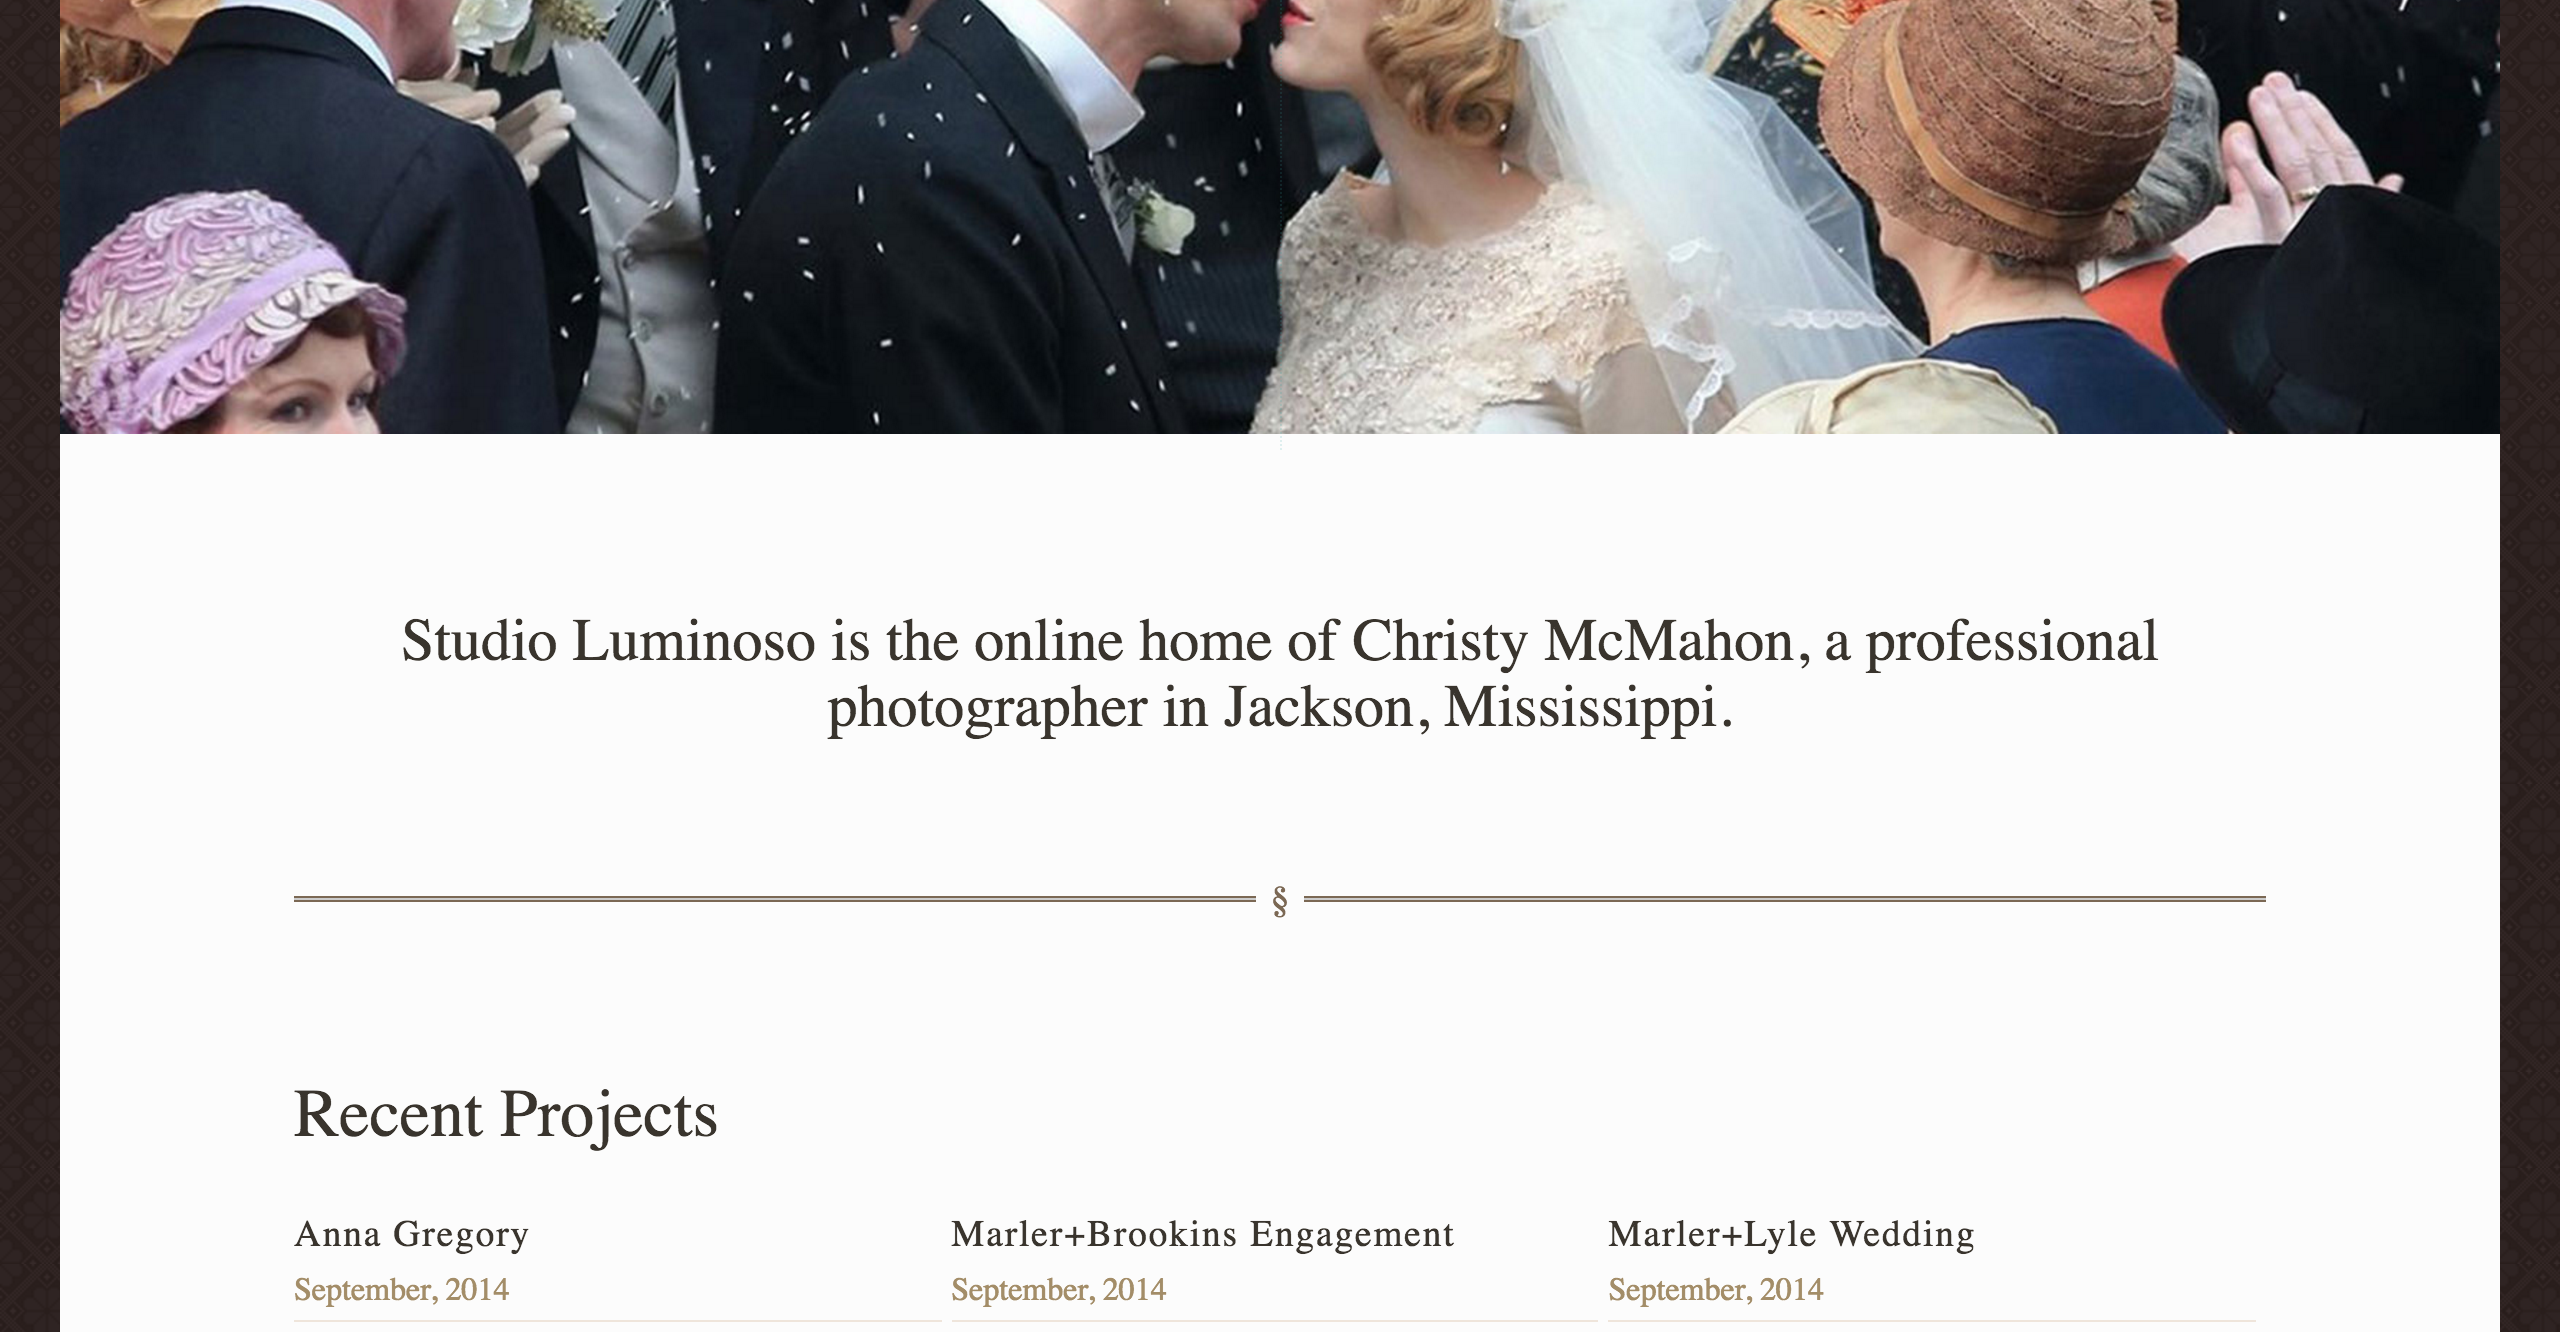 Studio Luminoso is the online home of Christy McMahon, a professional
photographer in Jackson, Mississippi.
§
Recent Projects
Anna Gregory
September, 2014
Marler+Brookins Engagement
September, 2014
Marler+Lyle Wedding
September, 2014